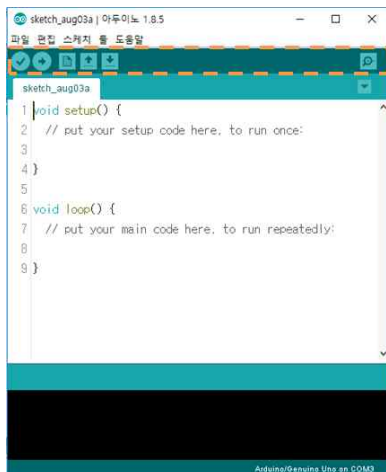 sketch_aug03a | 아두이노 1.8.5
파일 편집 스케치 툴 도움말
sketch_aug03a
1 void setup() {
2 // put your setup code here, to run once:
3
4 }
5
6 void loop() {
7 // put your main code here, to run repeatedly:
8
9 }
Arduino/Genuino Uno on COM3